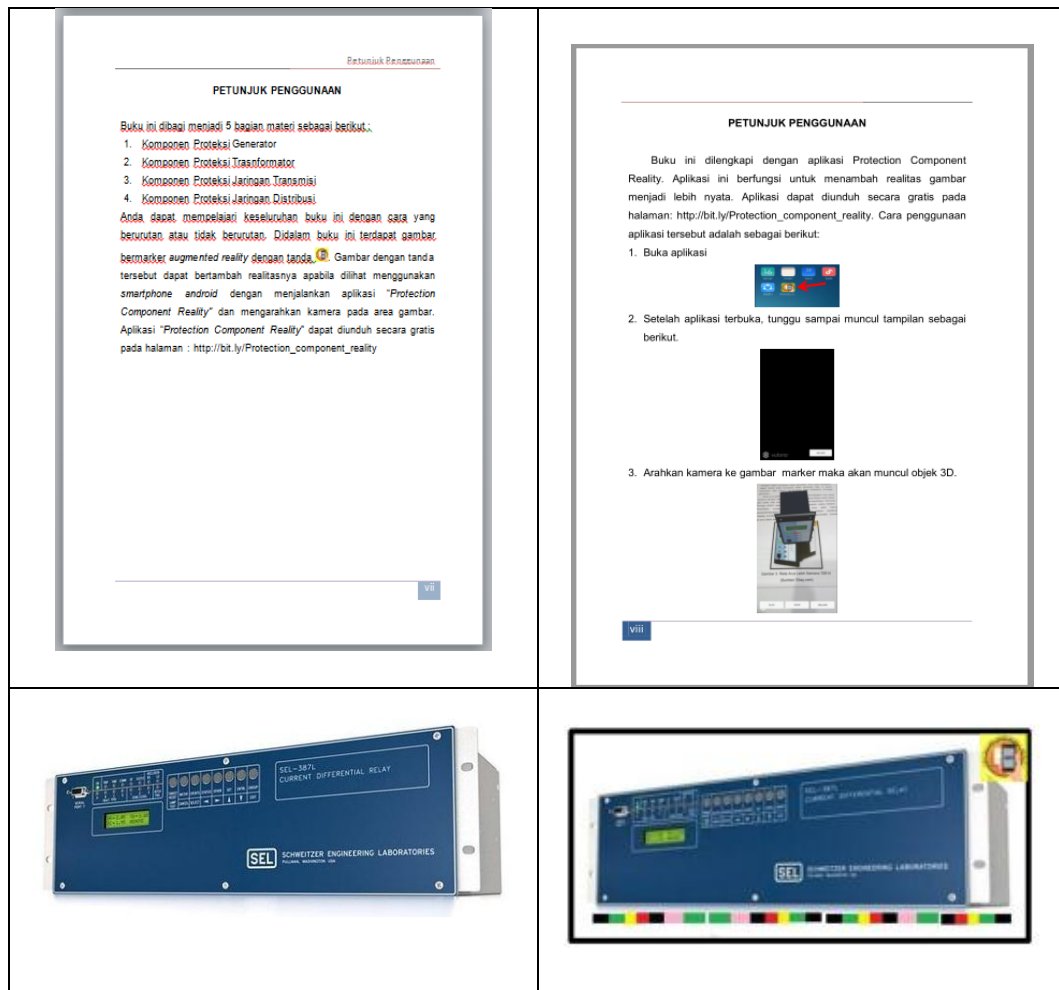 Petunjuk Penggunaan
PETUNJUK PENGGUNAAN
Buku ini dibagi menjadi 5 bagian materi sebagai berikut :
1. Komponen Proteksi Generator
2. Komponen Proteksi Trasnformator
3. Komponen Proteksi Jaringan Transmisi
4. Komponen Proteksi Jaringan Distribusi
Anda dapat mempelajari keseluruhan buku ini dengan cara yang
berurutan atau tidak berurutan. Didalam buku ini terdapat gambar
bermarker augmented reality dengan tanda . Gambar dengan tanda
tersebut dapat bertambah realitasnya apabila dilihat menggunakan
smartphone android dengan menjalankan aplikasi “Protection
Component Reality” dan mengarahkan kamera pada area gambar.
Aplikasi “Protection Component Reality” dapat diunduh secara gratis
pada halaman : http://bit.ly/Protection_component_reality
vii
PETUNJUK PENGGUNAAN
Buku ini dilengkapi dengan aplikasi Protection Component
Reality. Aplikasi ini berfungsi untuk menambah realitas gambar
menjadi lebih nyata. Aplikasi dapat diunduh secara gratis pada
halaman: http://bit.ly/Protection_component_reality. Cara penggunaan
aplikasi tersebut adalah sebagai berikut:
1. Buka aplikasi
2. Setelah aplikasi terbuka, tunggu sampai muncul tampilan sebagai
berikut.
vuforia
3. Arahkan kamera ke gambar marker maka akan muncul objek 3D.
viii
SEL-387L
CURRENT DIFFERENTIAL RELAY
SEL
SCHWEITZER ENGINEERING LABORATORIES
PULLMAN, WASHINGTON USA
SEL-387L
CURRENT DIFFERENTIAL RELAY
SEL
SCHWEITZER ENGINEERING LABORATORIES